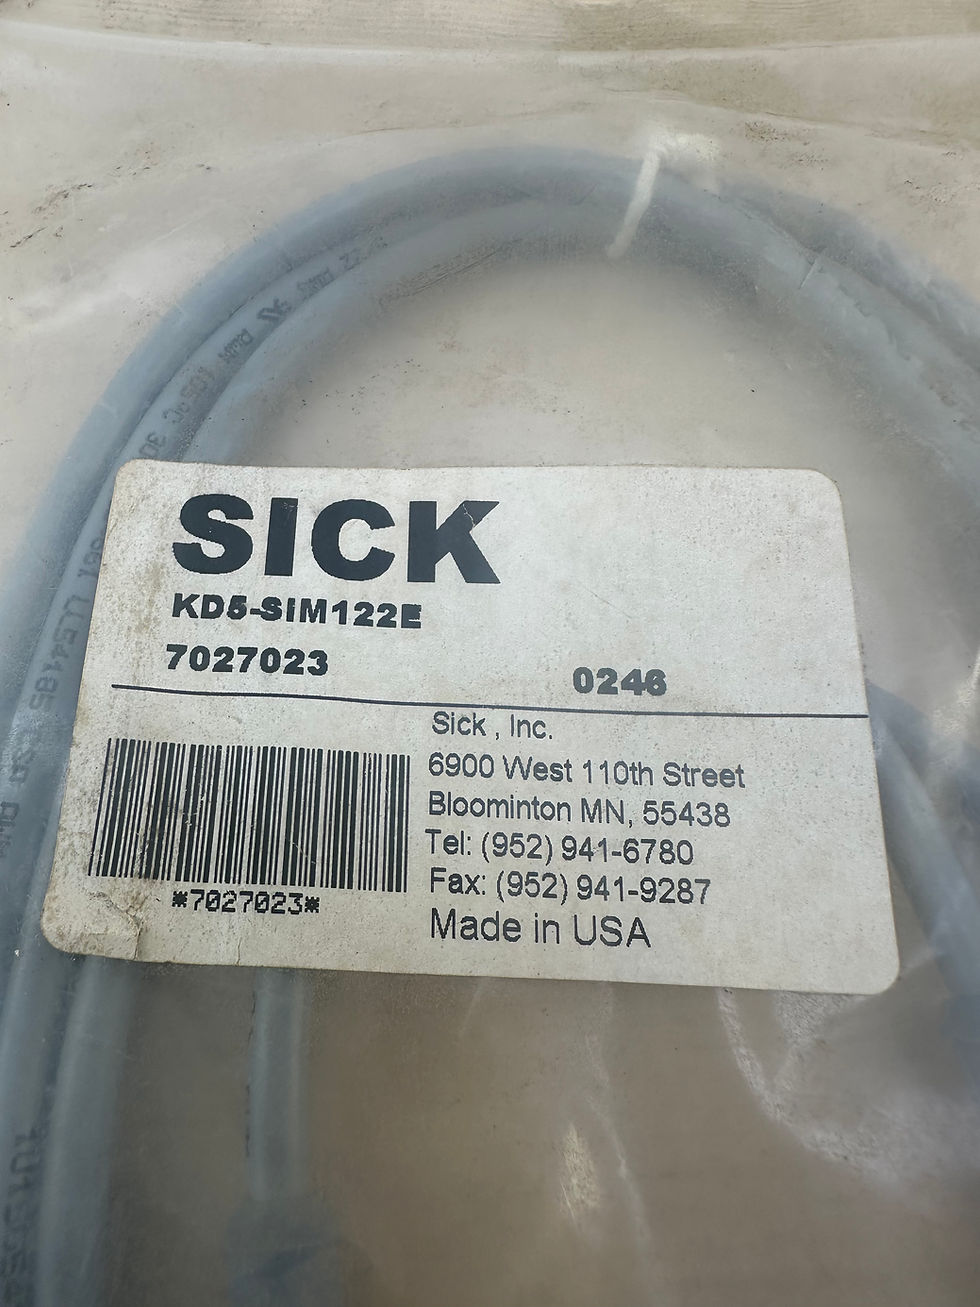 SICK
KD5-SIM122E
7027023
0246
Sick , Inc.
6900 West 110th Street
Bloominton MN, 55438
Tel: (952) 941-6780
Fax: (952) 941-9287
Made in USA
*7027023*